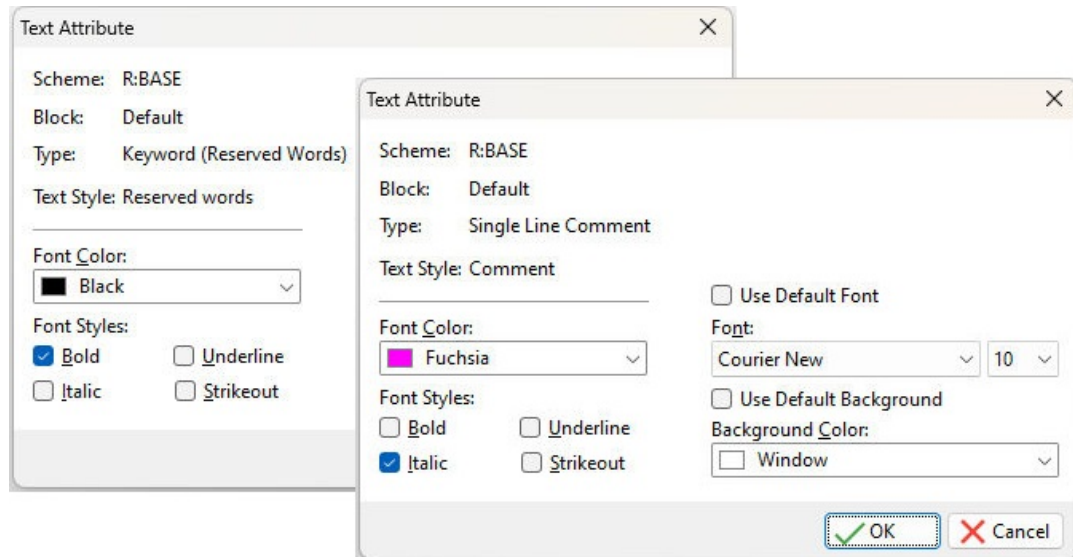 Text Attribute
Scheme: R:BASE
Block: Default
Type: Keyword (Reserved Words)
Text Style: Reserved words
Font Color:
Black
Font Styles:
Bold Underline
Italic Strikeout
Text Attribute
Scheme: R:BASE
Block: Default
Type: Single Line Comment
Text Style: Comment
Font Color:
Fuchsia
Font Styles:
Bold Underline
Italic Strikeout
Use Default Font
Font:
Courier New 10
Use Default Background
Background Color:
Window
OK Cancel